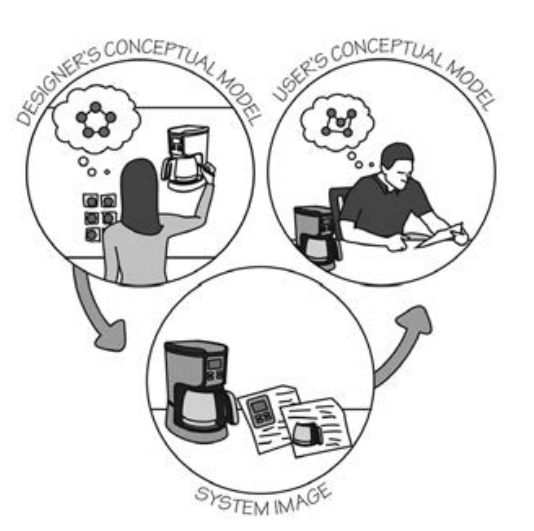 DESIGNER'S CONCEPTUAL MODEL
USER'S CONCEPTUAL MODEL
SYSTEM IMAGE